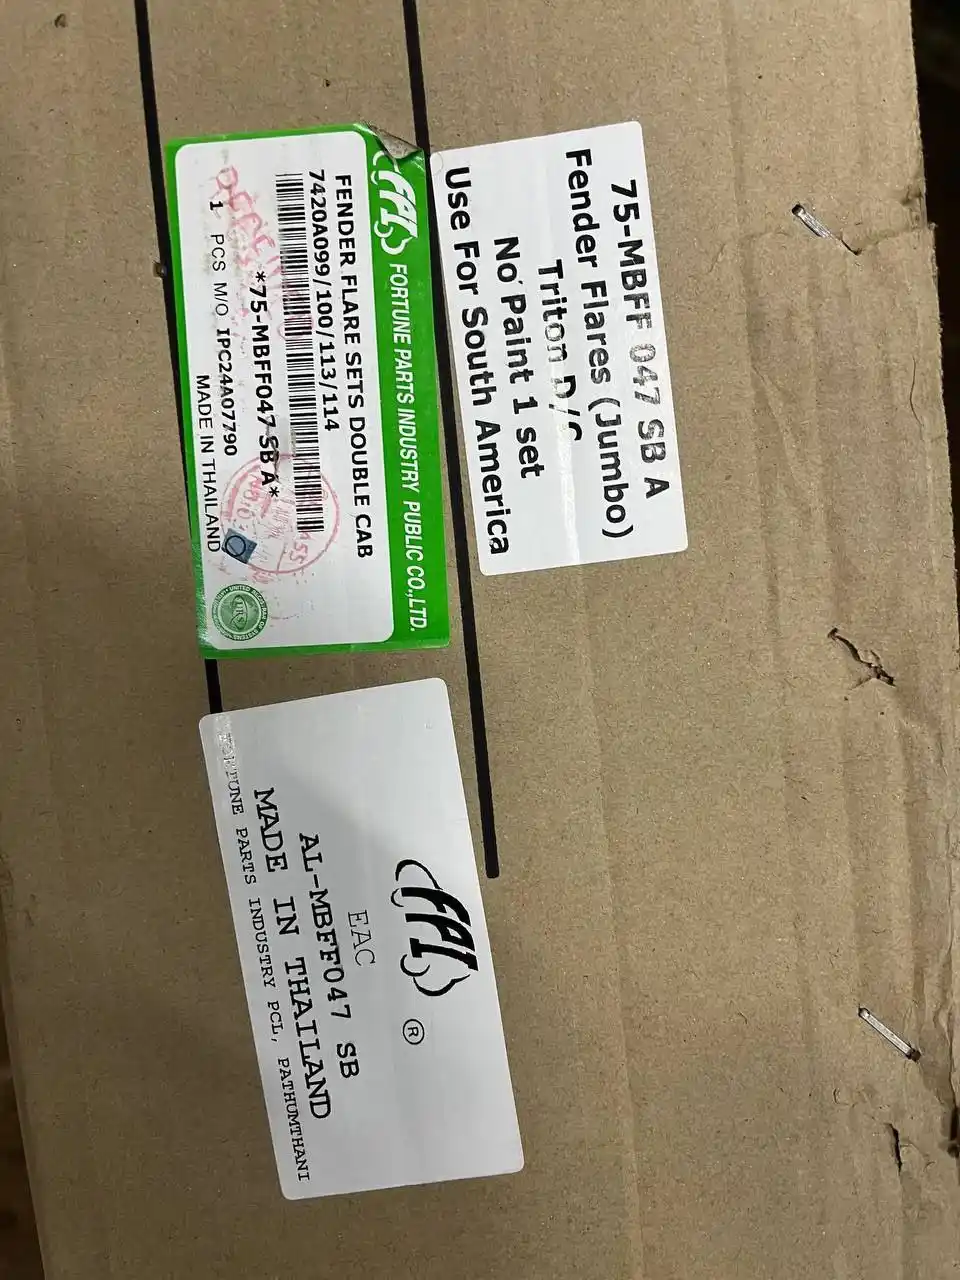 75-MBFF 047 SB A
Fender Flares (Jumbo)
Triton D/C
No Paint 1 set
Use For South America
FPI
FORTUNE PARTS INDUSTRY PUBLIC CO.,LTD.
FENDER FLARE SETS DOUBLE CAB
7420A099/100/113/114
*75-MBFF047 SB A*
1 PCS M/O IPC24A07790
MADE IN THAILAND
URS
FPI ®
EAC
AL-MBFF047 SB
MADE IN THAILAND
FORTUNE PARTS INDUSTRY PCL, PATHUMTHANI